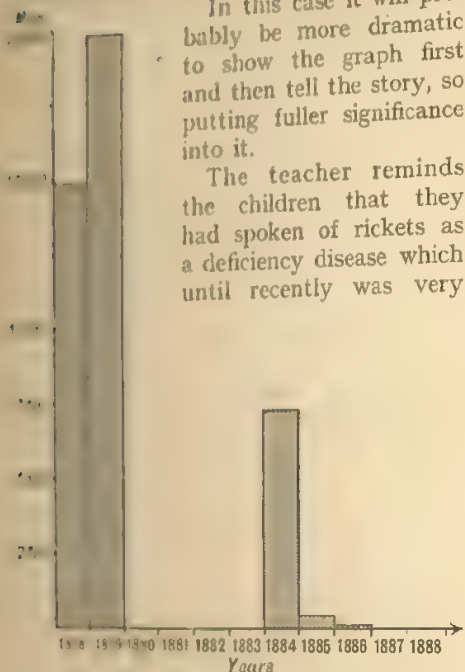 In this case it will pro-
bably be more dramatic
to show the graph first
and then tell the story, so
putting fuller significance
into it.
The teacher reminds
the children that they
had spoken of rickets as
a deficiency disease which
until recently was very
1880 1881 1882 1883 1884 1885 1886 1887 1888
Years